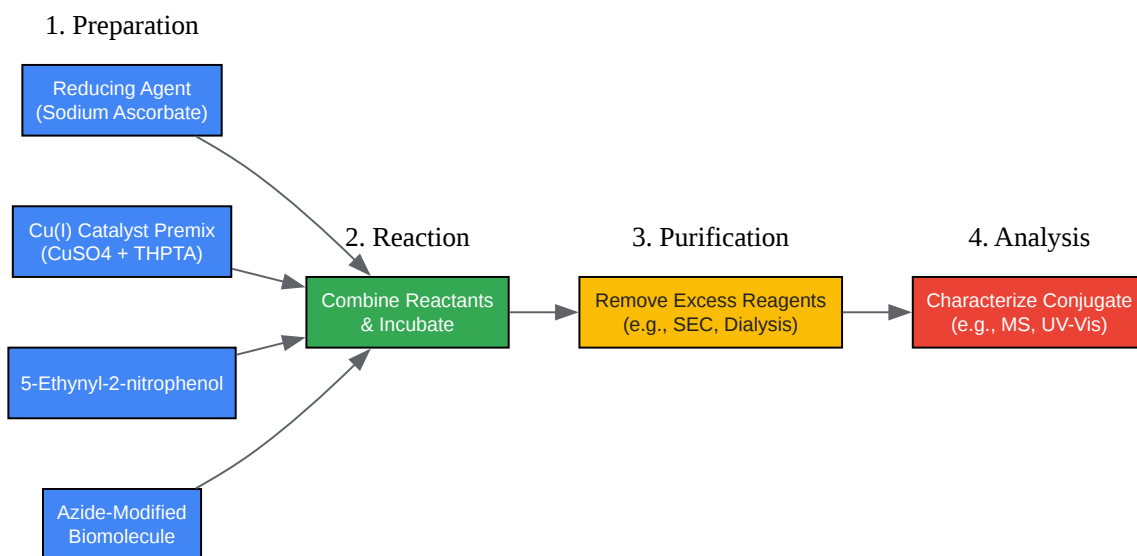 1. Preparation
Reducing Agent
(Sodium Ascorbate)
Cu(I) Catalyst Premix
(CuSO4 + THPTA)
5-Ethynyl-2-nitrophenol
Azide-Modified
Biomolecule
2. Reaction
Combine Reactants
& Incubate
3. Purification
Remove Excess Reagents
(e.g., SEC, Dialysis)
4. Analysis
Characterize Conjugate
(e.g., MS, UV-Vis)